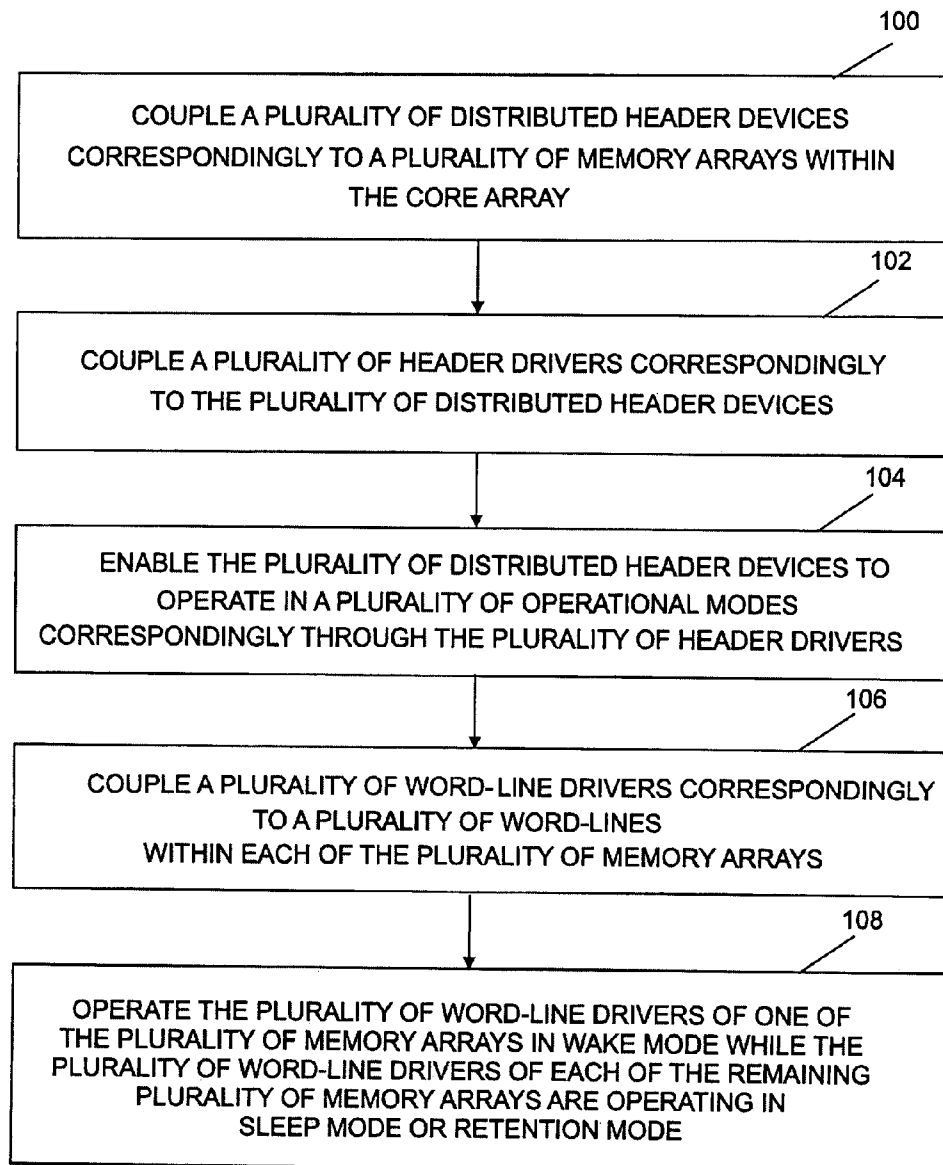 100
COUPLE A PLURALITY OF DISTRIBUTED HEADER DEVICES
CORRESPONDINGLY TO A PLURALITY OF MEMORY ARRAYS WITHIN
THE CORE ARRAY
102
COUPLE A PLURALITY OF HEADER DRIVERS CORRESPONDINGLY
TO THE PLURALITY OF DISTRIBUTED HEADER DEVICES
104
ENABLE THE PLURALITY OF DISTRIBUTED HEADER DEVICES TO
OPERATE IN A PLURALITY OF OPERATIONAL MODES
CORRESPONDINGLY THROUGH THE PLURALITY OF HEADER DRIVERS
106
COUPLE A PLURALITY OF WORD-LINE DRIVERS CORRESPONDINGLY
TO A PLURALITY OF WORD-LINES
WITHIN EACH OF THE PLURALITY OF MEMORY ARRAYS
108
OPERATE THE PLURALITY OF WORD-LINE DRIVERS OF ONE OF
THE PLURALITY OF MEMORY ARRAYS IN WAKE MODE WHILE THE
PLURALITY OF WORD-LINE DRIVERS OF EACH OF THE REMAINING
PLURALITY OF MEMORY ARRAYS ARE OPERATING IN
SLEEP MODE OR RETENTION MODE